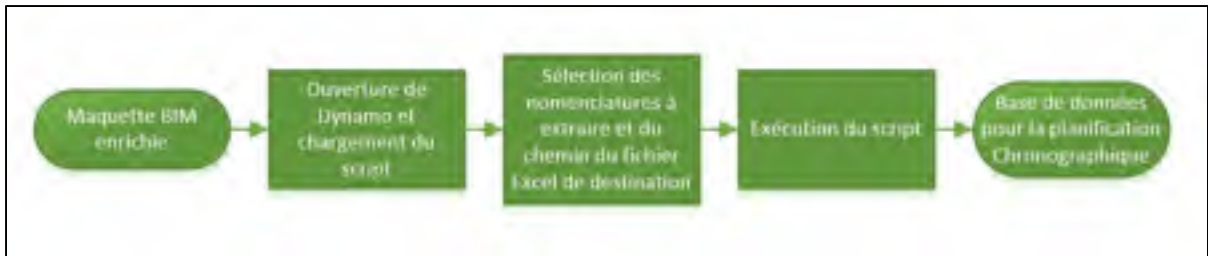 Maquette BIM
enrichie
Ouverture de
Dynamo et
chargement du
script
Sélection des
nomenclatures à
extraire et du
chemin du fichier
Excel de destination
Exécution du script
Base de données
pour la planification
Chronographique